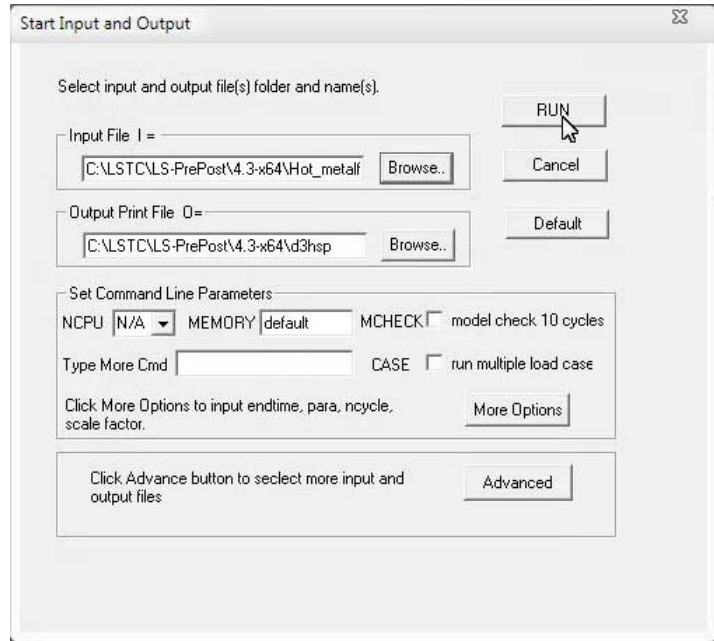 Start Input and Output
Select input and output file(s) folder and name(s).
RUN
Input File I =
C:\LSTC\LS-PrePost\4.3-x64\Hot_metalf
Browse..
Cancel
Output Print File O=
C:\LSTC\LS-PrePost\4.3-x64\d3hsp
Browse..
Default
Set Command Line Parameters
NCPU N/A MEMORY default MCHECK model check 10 cycles
Type More Cmd CASE run multiple load case
Click More Options to input endtime, para, ncycle,
scale factor.
More Options
Click Advance button to seclect more input and
output files
Advanced